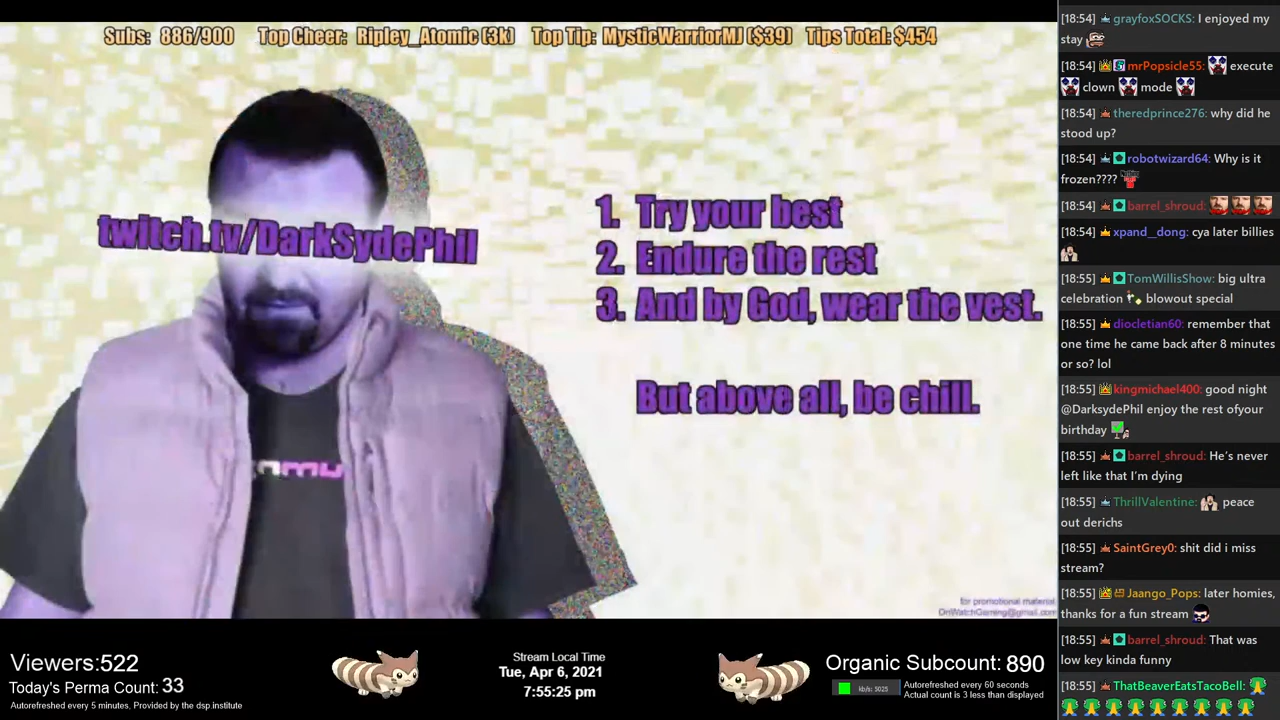 Subs: 886/900 Top Cheer: Ripley_Atomic (3k) Top Tip: MysticWarriorMJ ($39) Tips Total: $454
twitch.tv/DarkSydePhil
1. Try your best
2. Endure the rest
3. And by God, wear the vest.
But above all, be chill.
for promotional material
Viewers:522
Today's Perma Count: 33
Autorefreshed every 5 minutes, Provided by the dsp institute
Stream Local Time
Tue, Apr 6, 2021
7:55:25 pm
Organic Subcount: 890
kb/s: 5025
Autorefreshed every 60 seconds
Actual count is 3 less than displayed
[18:54] grayfoxSOCKS: I enjoyed my
stay
[18:54] mrPopsicle55: execute
clown mode
[18:54] theredprince276: why did he
stood up?
[18:54] robotwizard64: Why is it
frozen????
[18:54] barrel_shroud:
[18:54] xpand__dong: cya later billies
[18:55] TomWillisShow: big ultra
celebration blowout special
[18:55] diocletian60: remember that
one time he came back after 8 minutes
or so? lol
[18:55] kingmichael400: good night
@DarksydePhil enjoy the rest ofyour
birthday
[18:55] barrel_shroud: He's never
left like that I'm dying
[18:55] ThrillValentine: peace
out derichs
[18:55] SaintGrey0: shit did i miss
stream?
[18:55] Jaango_Pops: later homies,
thanks for a fun stream
[18:55] barrel_shroud: That was
low key kinda funny
[18:55] ThatBeaverEatsTacoBell: